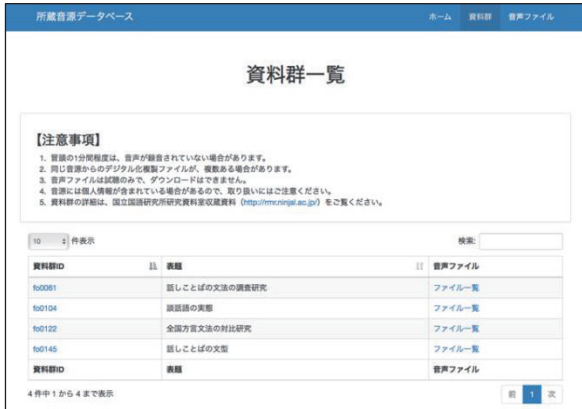 所蔵音源データベース ホーム 資料群 音声ファイル
資料群一覧
【注意事項】
1. 冒頭の1分間程度は、音声が録音されていない場合があります。
2. 同じ音源からのデジタル化複製ファイルが、複数ある場合があります。
3. 音声ファイルは試聴のみで、ダウンロードはできません。
4. 音源には個人情報が含まれている場合があるので、取り扱いにはご注意ください。
5. 資料群の詳細は、国立国語研究所研究資料室収蔵資料（http://rmr.ninjal.ac.jp/）をご覧ください。
10 件表示 検索:
資料群ID 表題 音声ファイル
fo0061 話しことばの文法の調査研究 ファイル一覧
fo0104 談話語の実態 ファイル一覧
fo0122 全国方言文法の対比研究 ファイル一覧
fo0145 話しことばの文型 ファイル一覧
資料群ID 表題 音声ファイル
4 件中 1 から 4 まで表示 前 1 次